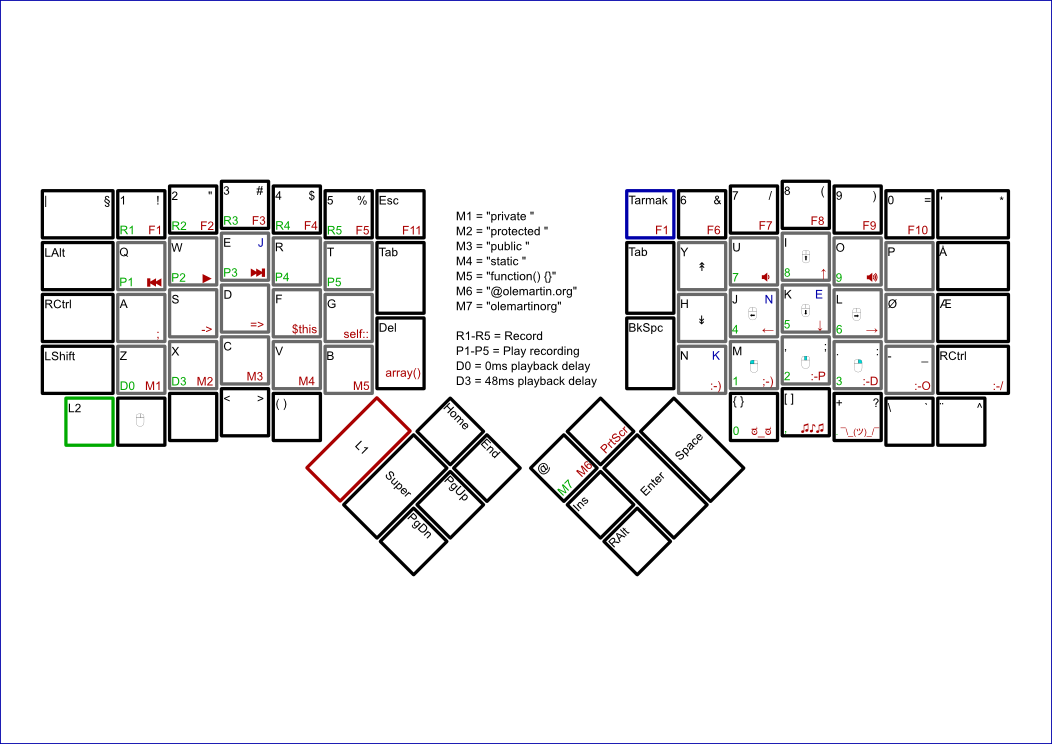 | §
1 !
R1 F1
2 "
R2 F2
3 #
R3 F3
4 $
R4 F4
5 %
R5 F5
Esc
F11
LAlt
Q
P1 ⏮
W
P2 ▶
E J
P3 ⏭
R
P4
T
P5
Tab
RCtrl
A
;
S
->
D
=>
F
$this
G
self::
Del
array()
LShift
Z
D0 M1
X
D3 M2
C
M3
V
M4
B
M5
L2
< >
( )
L1
Super
Home
End
PgUp
PgDn
M1 = "private "
M2 = "protected "
M3 = "public "
M4 = "static "
M5 = "function() {}"
M6 = "@olemartin.org"
M7 = "olemartinorg"
R1-R5 = Record
P1-P5 = Play recording
D0 = 0ms playback delay
D3 = 48ms playback delay
Tarmak
F1
6 &
F6
7 /
F7
8 (
F8
9 )
F9
0 =
F10
' *
Tab
Y
↟
U
7
I
8 ↑
O
9
P
Å
BkSpc
H
↡
J N
4 ←
K E
5 ↓
L
6 →
Ø
Æ
N K
:-)
M
1 ;-)
, ;
2 :-P
. :
3 :-D
- _
:-O
RCtrl
:-/
{ }
0 ಠ_ಠ
[ ]
. ♫♪♫
+ ?
¯\_(ツ)_/¯
\ `
¨ ^
@
M7 M6
PrtScr
Ins
Enter
Space
RAlt